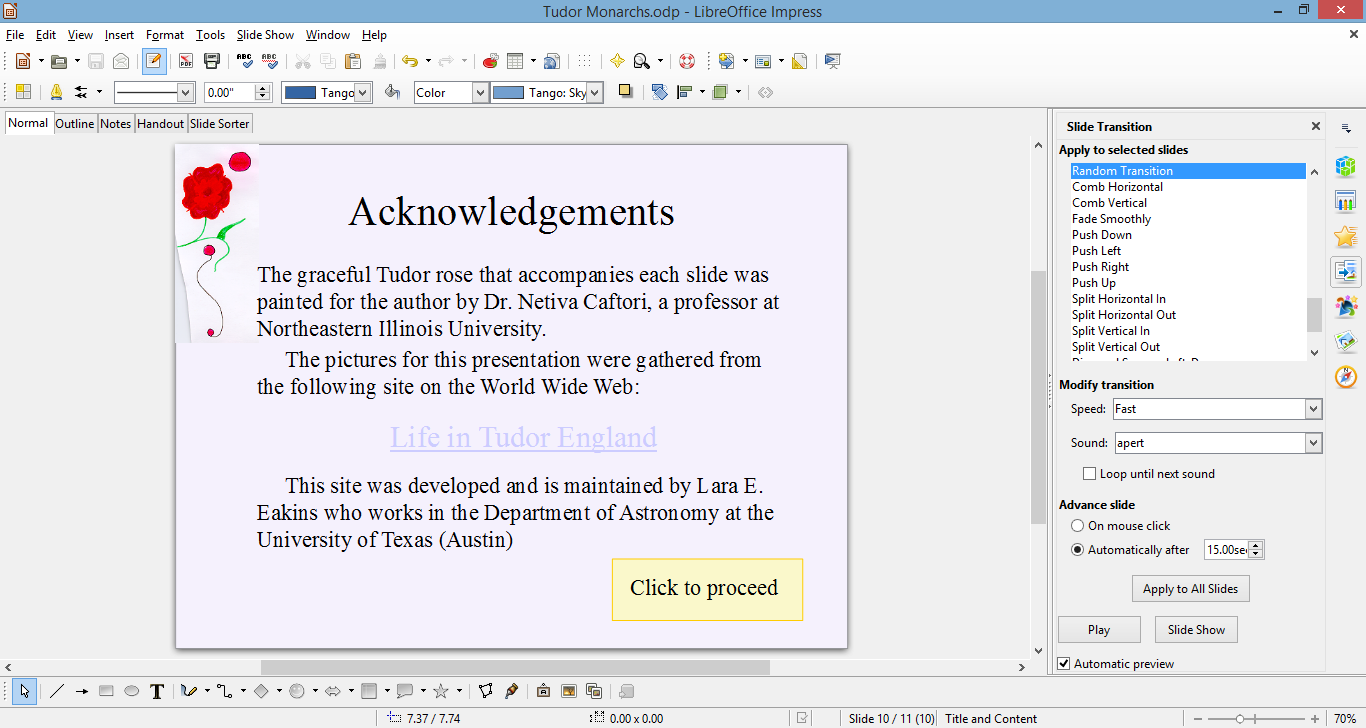 Tudor Monarchs.odp - LibreOffice Impress
File Edit View Insert Format Tools Slide Show Window Help
0.00" Tango Color Tango: Sky
Normal Outline Notes Handout Slide Sorter
Acknowledgements
The graceful Tudor rose that accompanies each slide was
painted for the author by Dr. Netiva Caftori, a professor at
Northeastern Illinois University.
The pictures for this presentation were gathered from
the following site on the World Wide Web:
Life in Tudor England
This site was developed and is maintained by Lara E.
Eakins who works in the Department of Astronomy at the
University of Texas (Austin)
Click to proceed
Slide Transition
Apply to selected slides
Random Transition
Comb Horizontal
Comb Vertical
Fade Smoothly
Push Down
Push Left
Push Right
Push Up
Split Horizontal In
Split Horizontal Out
Split Vertical In
Split Vertical Out
Modify transition
Speed: Fast
Sound: apert
Loop until next sound
Advance slide
On mouse click
Automatically after 15.00se
Apply to All Slides
Play Slide Show
Automatic preview
7.37 / 7.74 0.00 x 0.00 Slide 10 / 11 (10) Title and Content 70%